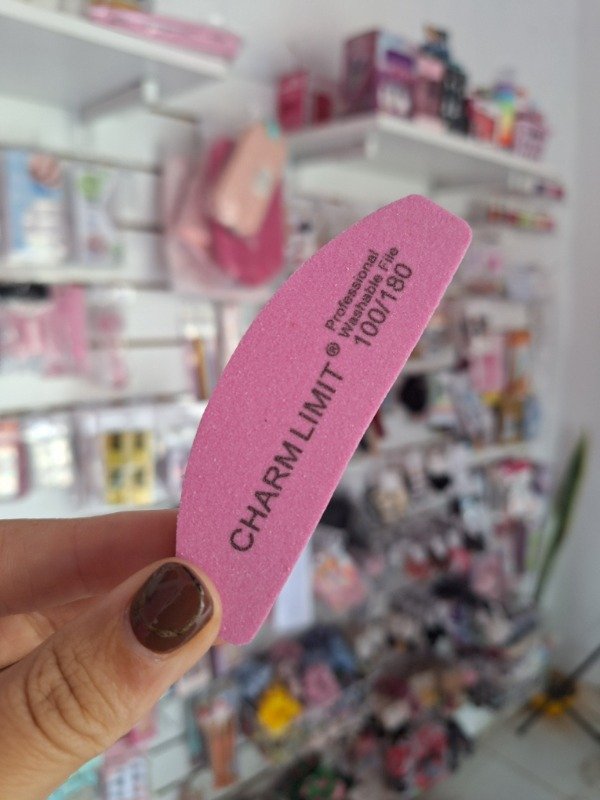 CHARM LIMIT ®
Professional
Washable File
100/180